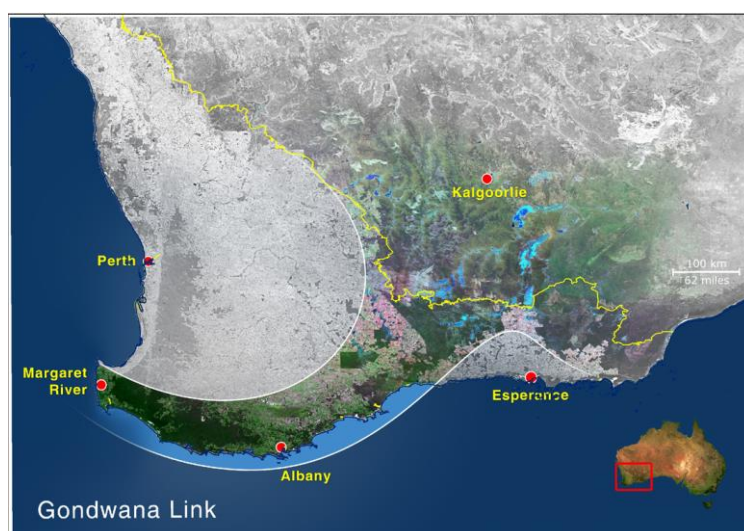 Kalgoorlie
Perth
100 km
62 miles
Margaret
River
Esperance
Albany
Gondwana Link